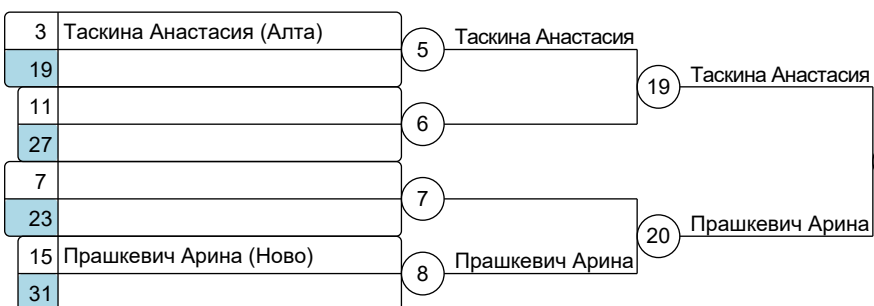 3 Таскина Анастасия (Алта)
5 Таскина Анастасия
19
19 Таскина Анастасия
11
6
27
7
7
23
20 Прашкевич Арина
15 Прашкевич Арина (Ново)
8 Прашкевич Арина
31